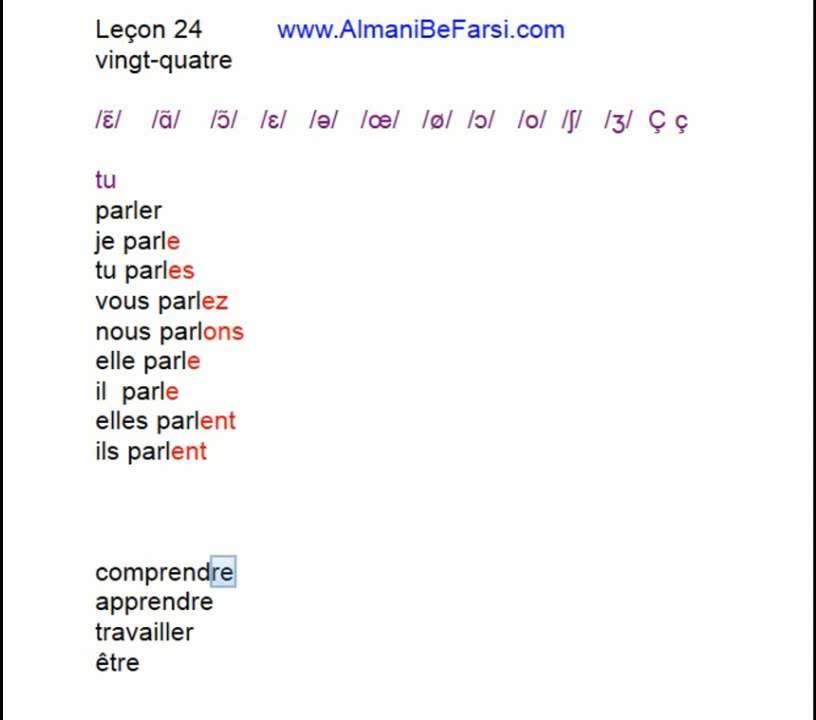 Leçon 24 www.AlmaniBeFarsi.com
vingt-quatre
/ɛ̃/ /ɑ̃/ /ɔ̃/ /ɛ/ /ə/ /œ/ /ø/ /ɔ/ /o/ /ʃ/ /ʒ/ Ç ç
tu
parler
je parle
tu parles
vous parlez
nous parlons
elle parle
il parle
elles parlent
ils parlent
comprendre
apprendre
travailler
être